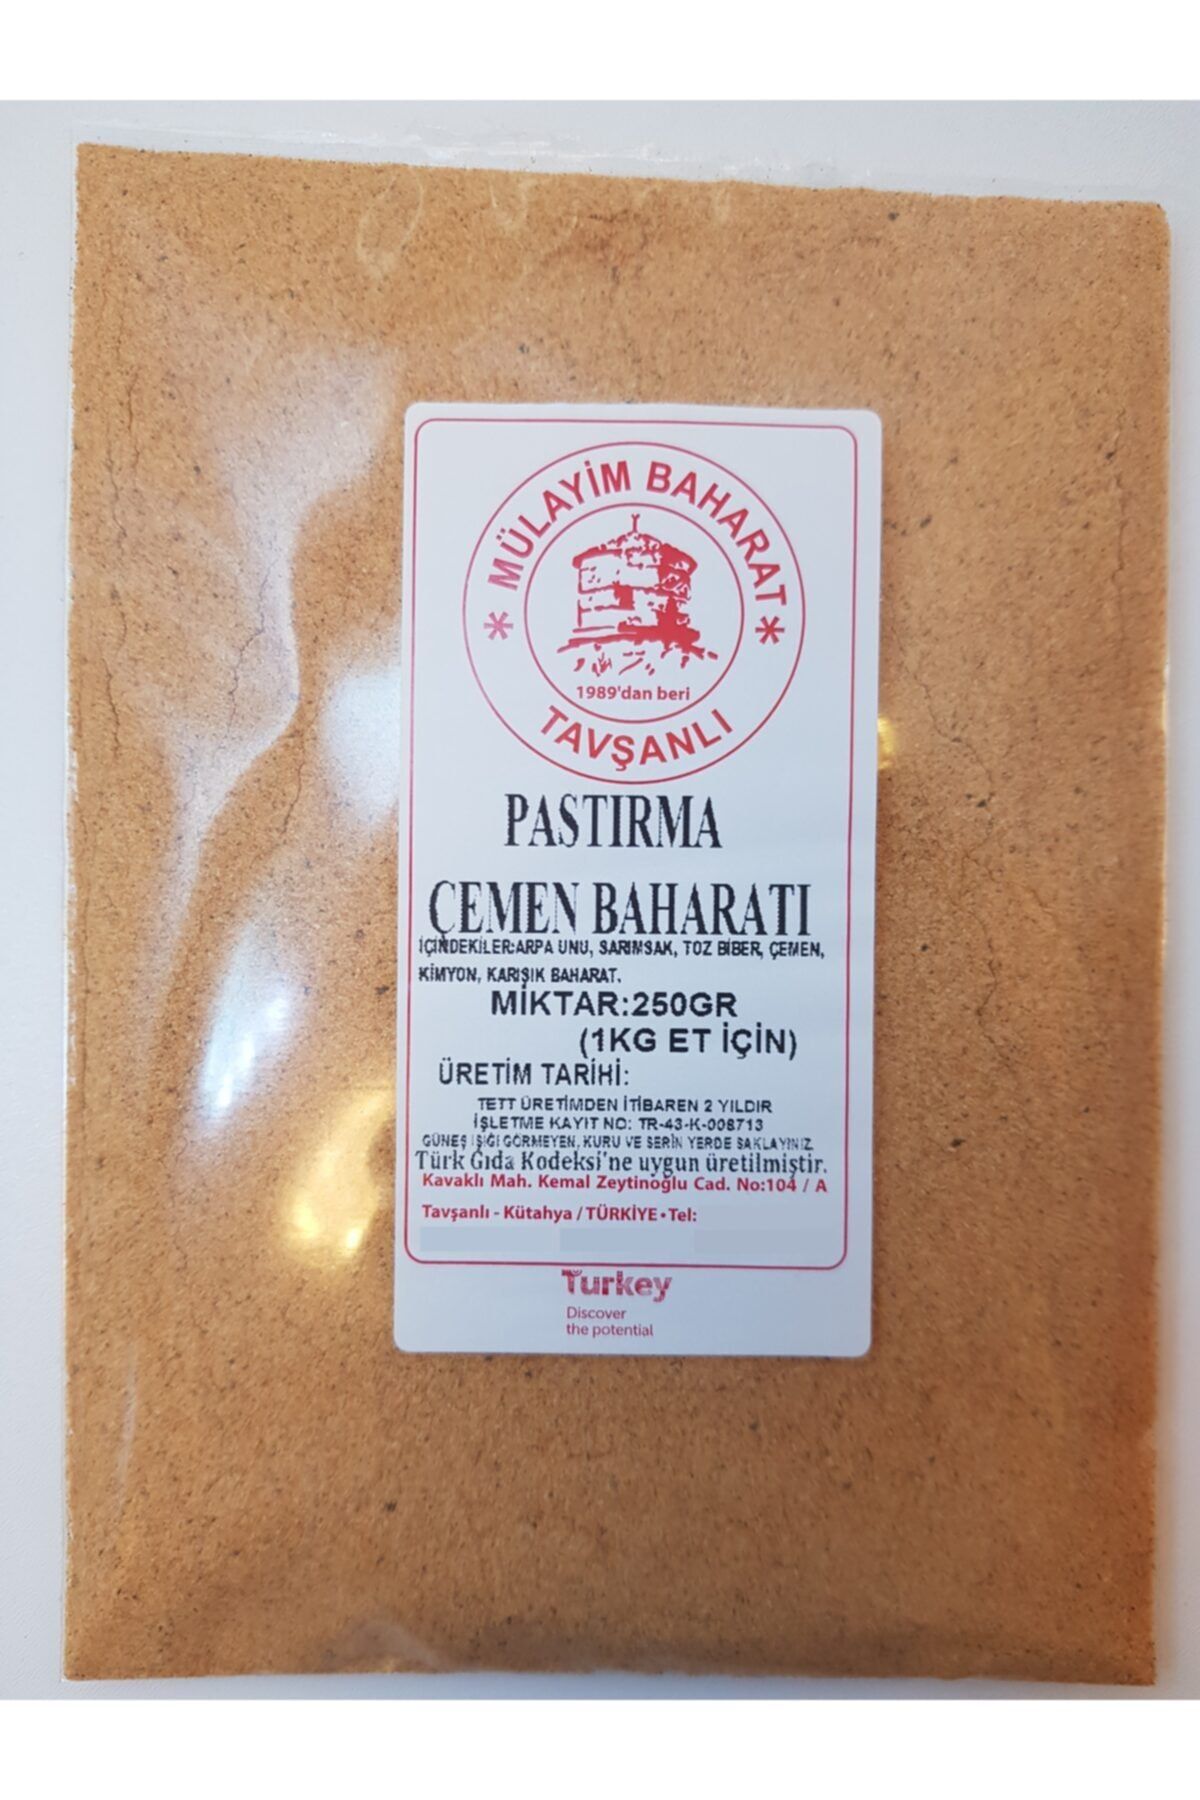 MÜLAYİM BAHARAT
1989'dan beri
TAVŞANLI
PASTIRMA
ÇEMEN BAHARATI
İÇİNDEKİLER:ARPA UNU, SARIMSAK, TOZ BİBER, ÇEMEN,
KİMYON, KARIŞIK BAHARAT.
MİKTAR:250GR
(1KG ET İÇİN)
ÜRETİM TARİHİ:
TETT ÜRETİMDEN İTİBAREN 2 YILDIR
İŞLETME KAYIT NO: TR-43-K-008713
GÜNEŞ IŞIĞI GÖRMEYEN, KURU VE SERİN YERDE SAKLAYINIZ.
Türk Gıda Kodeksi'ne uygun üretilmiştir.
Kavaklı Mah. Kemal Zeytinoğlu Cad. No:104 / A
Tavşanlı - Kütahya / TÜRKİYE • Tel:
Turkey
Discover
the potential